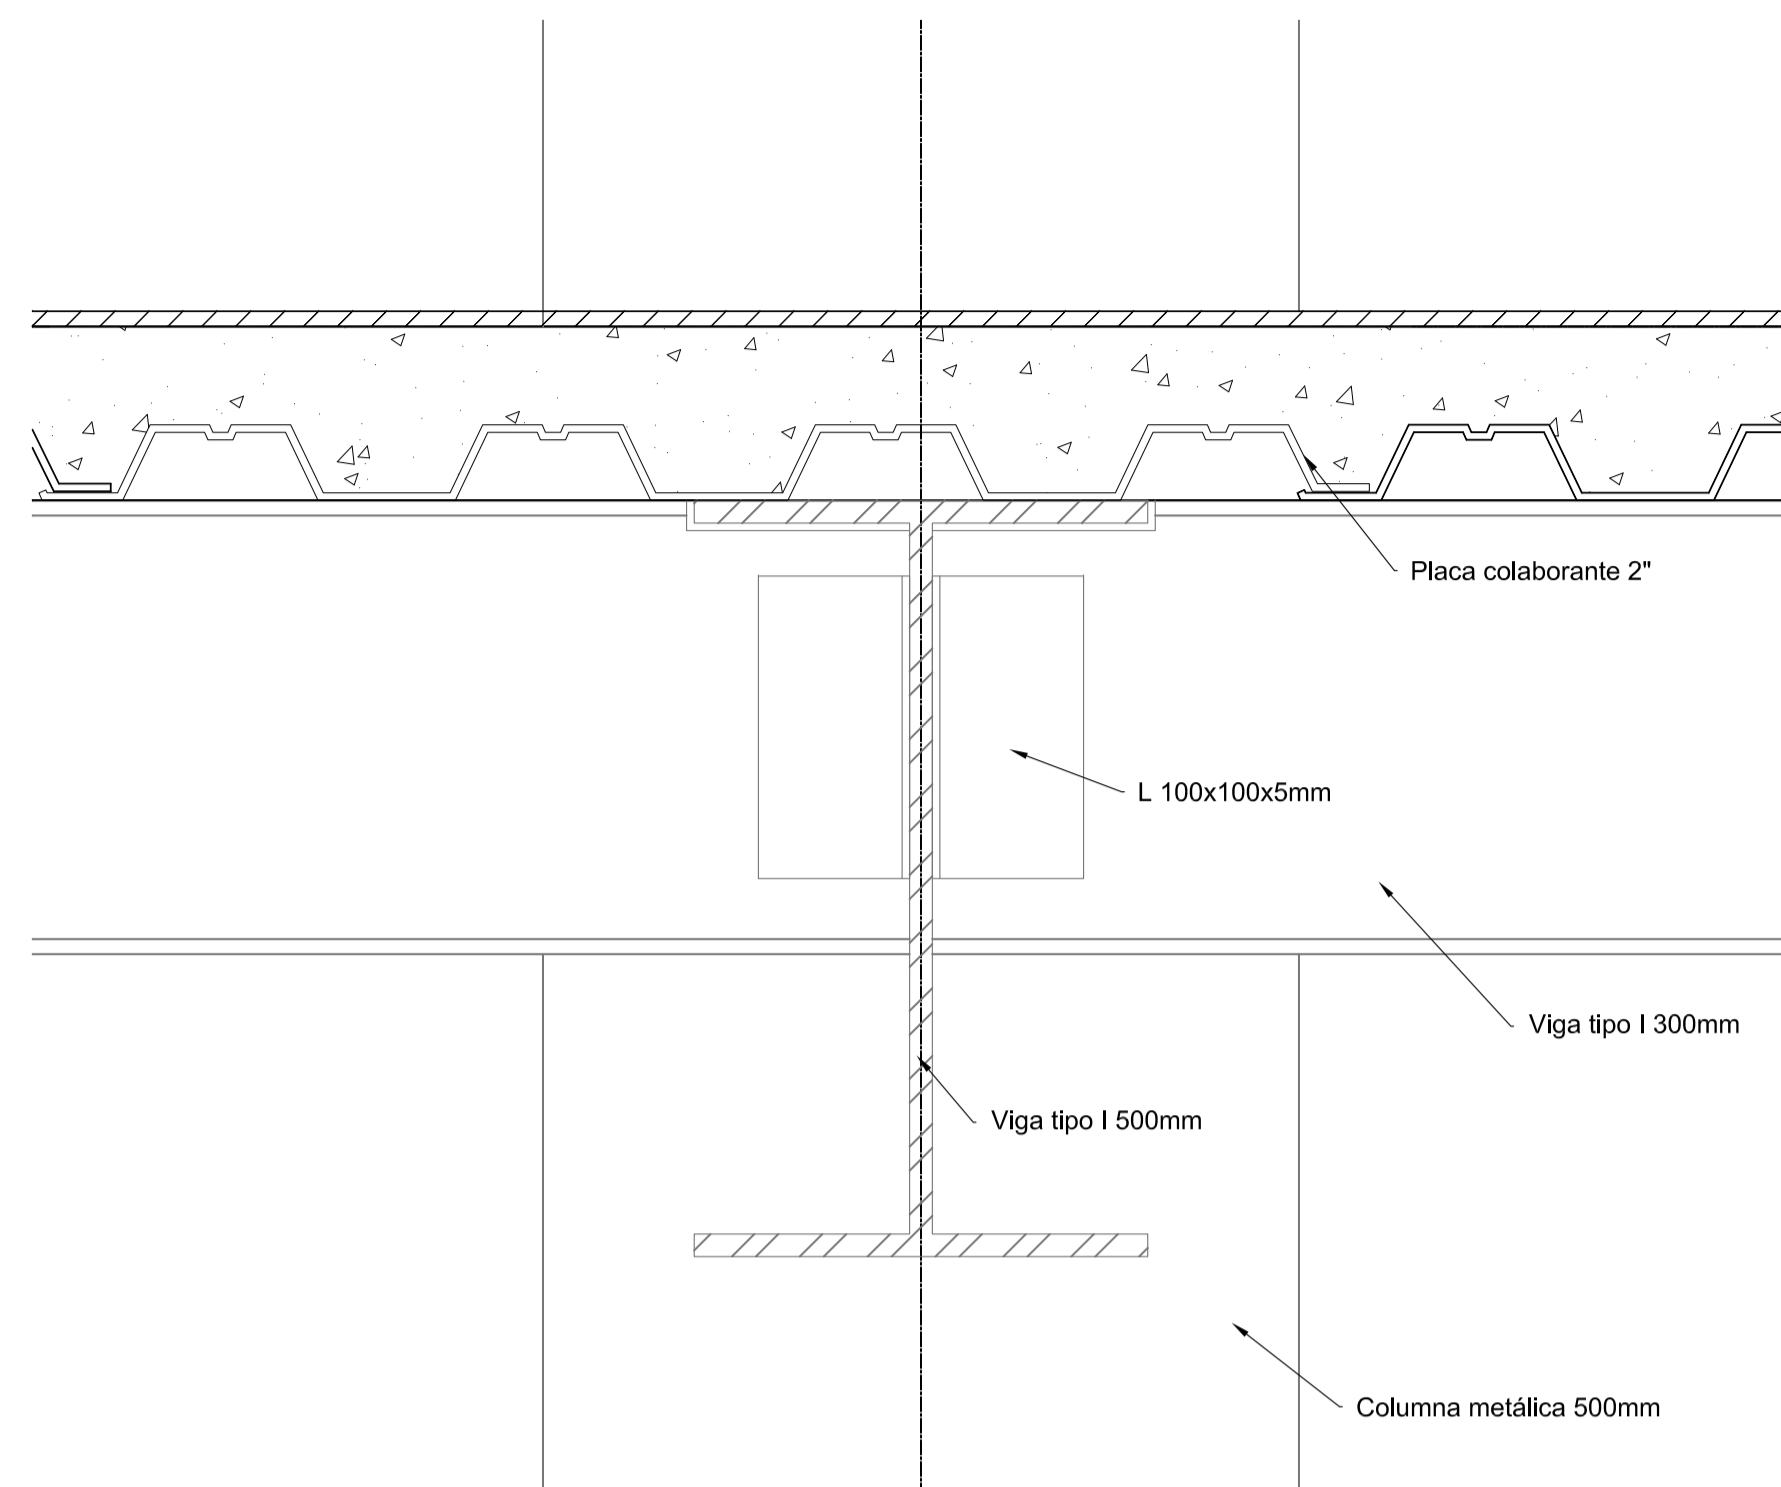 Placa colaborante 2"
L 100x100x5mm
Viga tipo I 300mm
Viga tipo I 500mm
Columna metálica 500mm